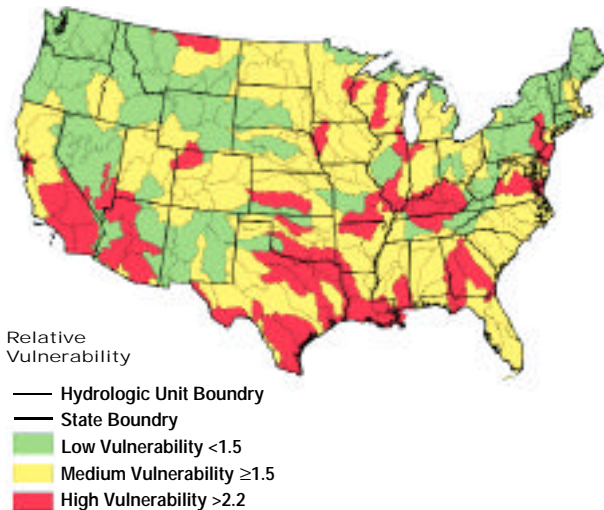 Relative
Vulnerability
Hydrologic Unit Boundry
State Boundry
Low Vulnerability <1.5
Medium Vulnerability ≥1.5
High Vulnerability >2.2